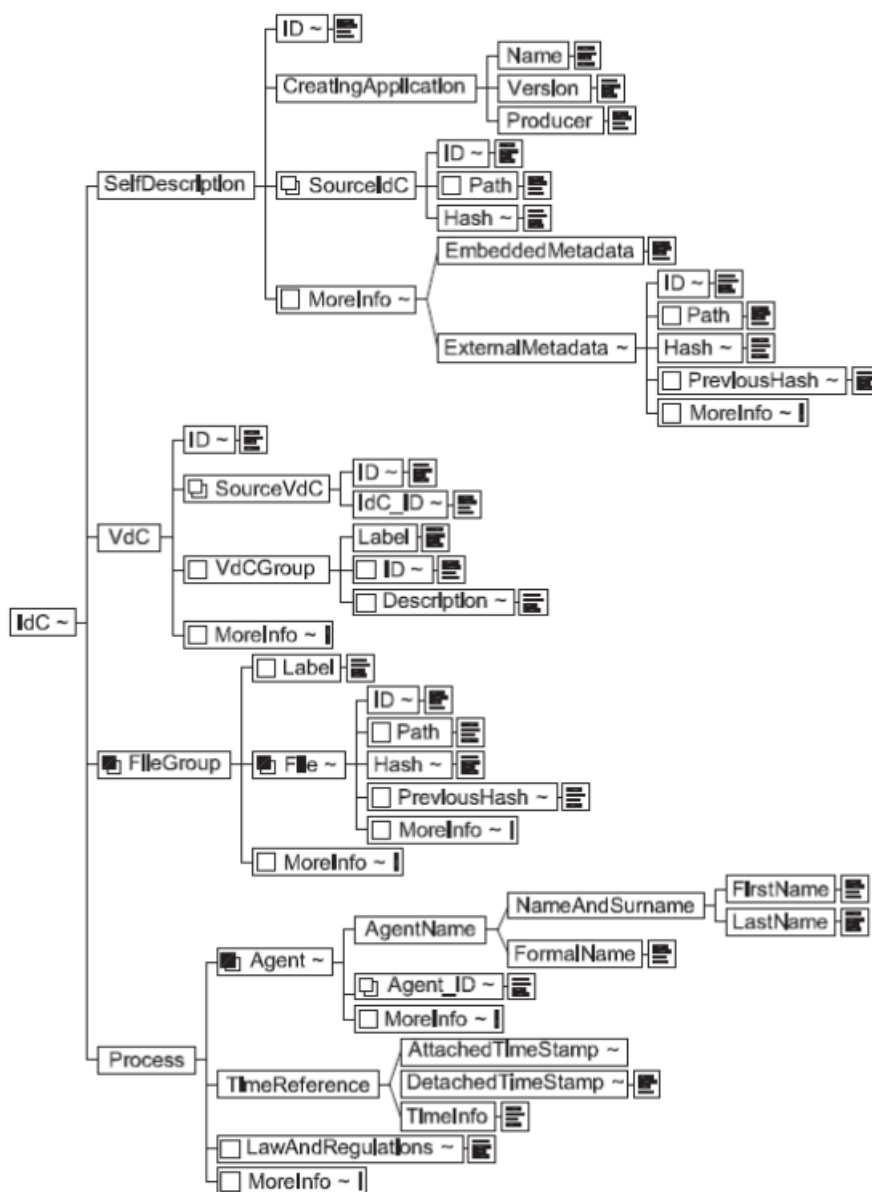 ID ~
CreatingApplication
Name
Version
Producer
SelfDescription
SourceIdC
ID ~
Path
Hash ~
MoreInfo ~
EmbeddedMetadata
ExternalMetadata ~
ID ~
Path
Hash ~
PreviousHash ~
MoreInfo ~
IdC ~
VdC
ID ~
SourceVdC
ID ~
IdC_ID ~
VdCGroup
Label
ID ~
Description ~
MoreInfo ~
FileGroup
Label
File ~
ID ~
Path
Hash ~
PreviousHash ~
MoreInfo ~
MoreInfo ~
Process
Agent ~
AgentName
NameAndSurname
FirstName
LastName
FormalName
Agent_ID ~
MoreInfo ~
TimeReference
AttachedTimeStamp ~
DetachedTimeStamp ~
TimeInfo
LawAndRegulations ~
MoreInfo ~